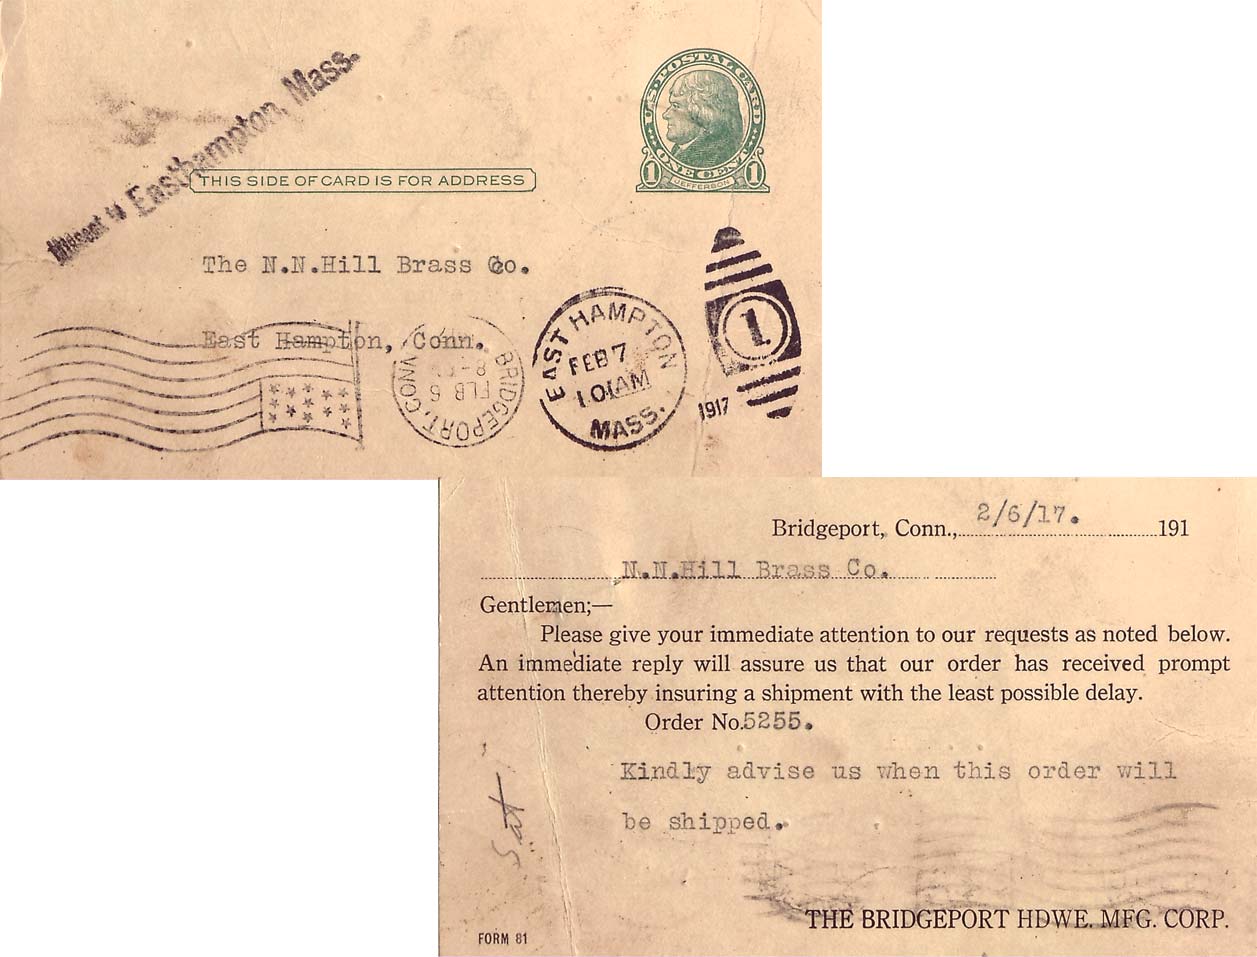 Missent to Easthampton, Mass.
U.S. POSTAL CARD
ONE CENT
1 JEFFERSON 1
THIS SIDE OF CARD IS FOR ADDRESS
The N.N.Hill Brass Co.
East Hampton, Conn.
BRIDGEPORT, CONN.
FEB 6
EAST HAMPTON
FEB 7
1 01AM
MASS.
1917
1
Bridgeport, Conn., 2/6/17. 191
N.N.Hill Brass Co.
Gentlemen;—
Please give your immediate attention to our requests as noted below.
An immediate reply will assure us that our order has received prompt
attention thereby insuring a shipment with the least possible delay.
Order No.5255.
Kindly advise us when this order will
be shipped.
Sat
THE BRIDGEPORT HDWE. MFG. CORP.
FORM 81